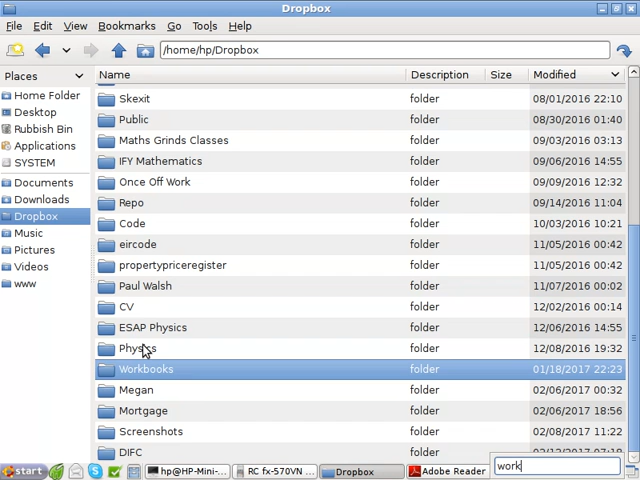 Dropbox
File Edit View Bookmarks Go Tools Help
/home/hp/Dropbox
Places
Home Folder
Desktop
Rubbish Bin
Applications
SYSTEM
Documents
Downloads
Dropbox
Music
Pictures
Videos
www
Name Description Size Modified
Skexit folder 08/01/2016 22:10
Public folder 08/30/2016 01:40
Maths Grinds Classes folder 09/03/2016 03:13
IFY Mathematics folder 09/06/2016 14:55
Once Off Work folder 09/09/2016 12:32
Repo folder 09/14/2016 11:04
Code folder 10/03/2016 10:21
eircode folder 11/05/2016 00:42
propertypriceregister folder 11/05/2016 00:42
Paul Walsh folder 11/07/2016 00:02
CV folder 12/02/2016 00:14
ESAP Physics folder 12/06/2016 14:55
Physics folder 12/08/2016 19:32
Workbooks folder 01/18/2017 22:23
Megan folder 02/06/2017 00:32
Mortgage folder 02/06/2017 18:56
Screenshots folder 02/08/2017 11:22
DIFC folder
work
start hp@HP-Mini-... RC fx-570VN ... Dropbox Adobe Reader